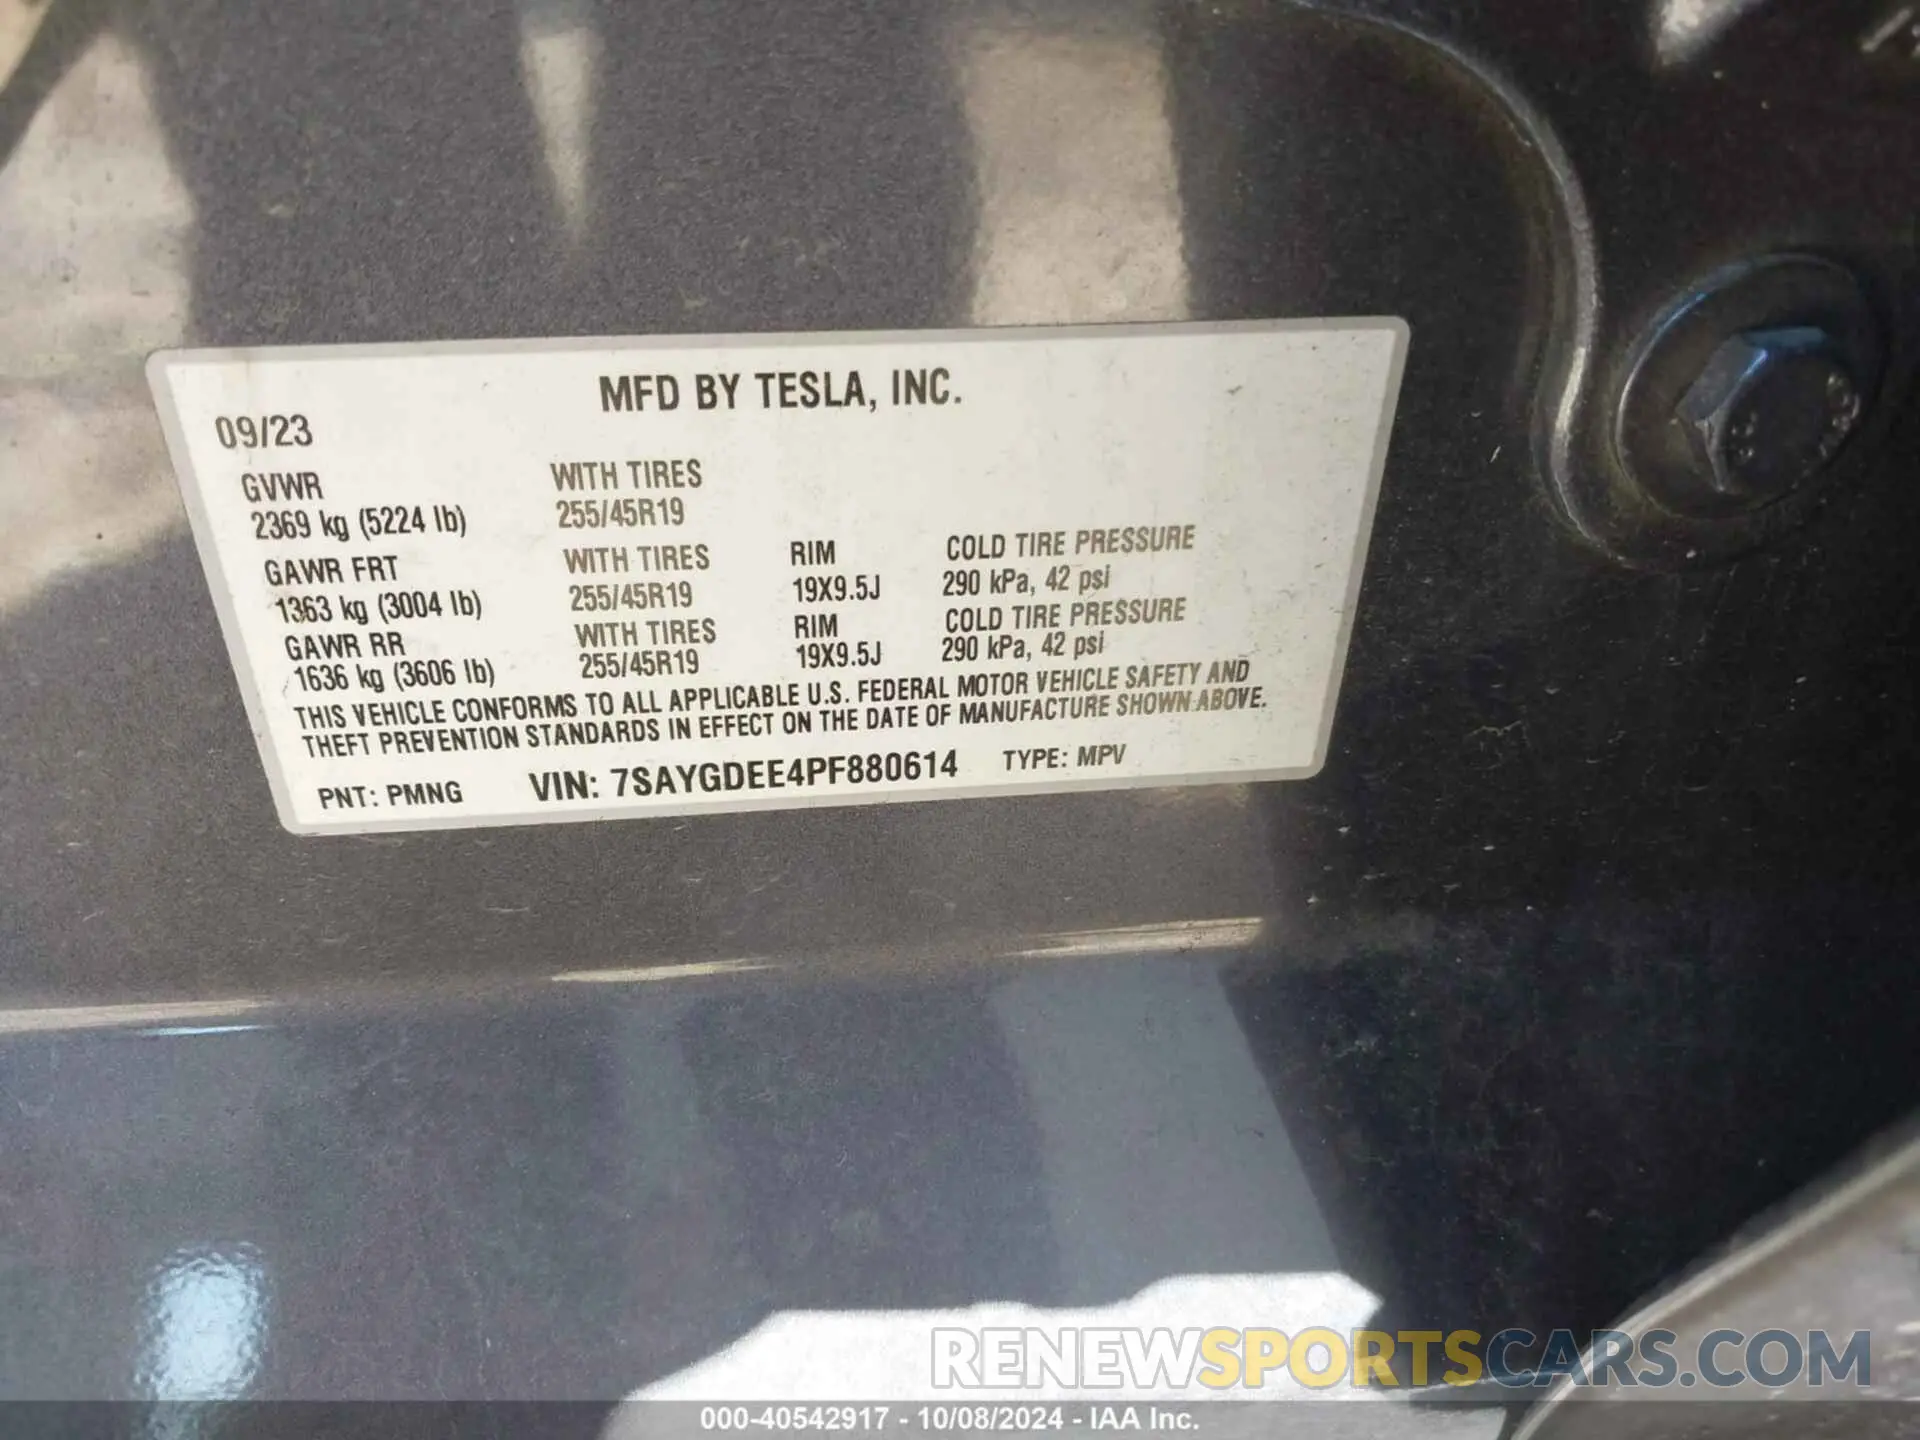 MFD BY TESLA, INC.
09/23
GVWR WITH TIRES
2369 kg (5224 lb) 255/45R19
GAWR FRT WITH TIRES RIM COLD TIRE PRESSURE
1363 kg (3004 lb) 255/45R19 19X9.5J 290 kPa, 42 psi
GAWR RR WITH TIRES RIM COLD TIRE PRESSURE
1636 kg (3606 lb) 255/45R19 19X9.5J 290 kPa, 42 psi
THIS VEHICLE CONFORMS TO ALL APPLICABLE U.S. FEDERAL MOTOR VEHICLE SAFETY AND
THEFT PREVENTION STANDARDS IN EFFECT ON THE DATE OF MANUFACTURE SHOWN ABOVE.
PNT: PMNG VIN: 7SAYGDEE4PF880614 TYPE: MPV
RENEWSPORTSCARS.COM
000-40542917 - 10/08/2024 - IAA Inc.